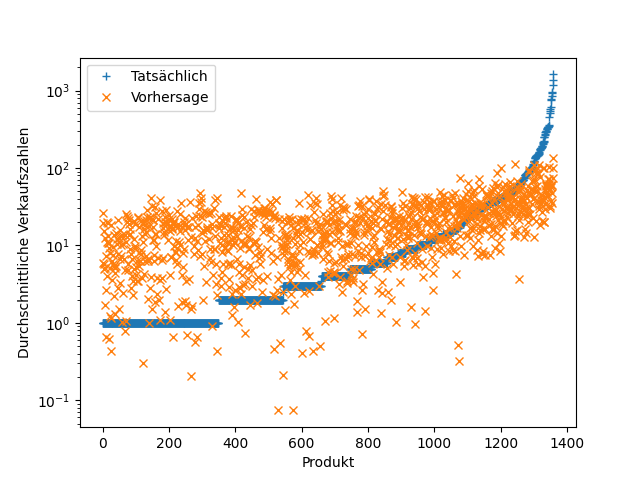 Tatsächlich
Vorhersage
Durchschnittliche Verkaufszahlen
10³
10²
10¹
10⁰
10⁻¹
0 200 400 600 800 1000 1200 1400
Produkt